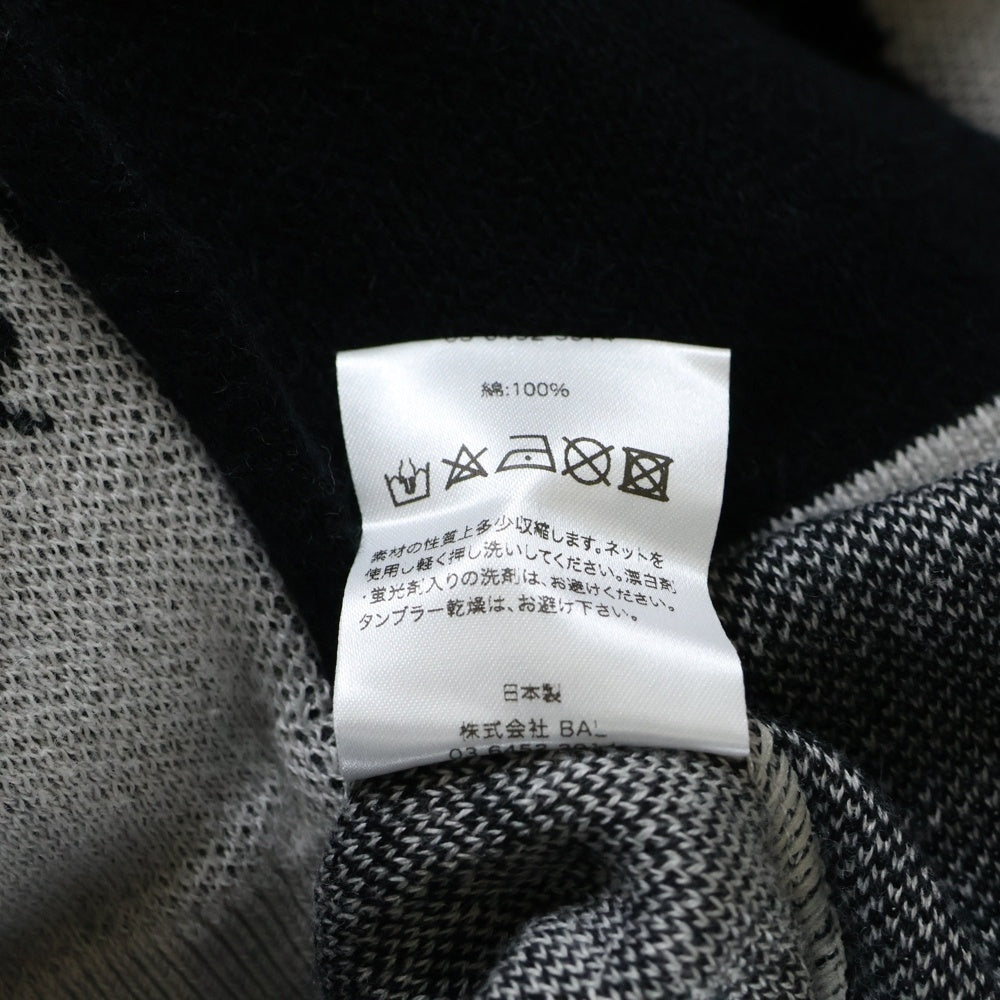 綿:100%
素材の性質上多少収縮します。ネットを
使用し軽く押し洗いしてください。漂白剤
・蛍光剤入りの洗剤は、お避けください。
タンブラー乾燥は、お避け下さい。
日本製
株式会社 BAL
03 6452 3914